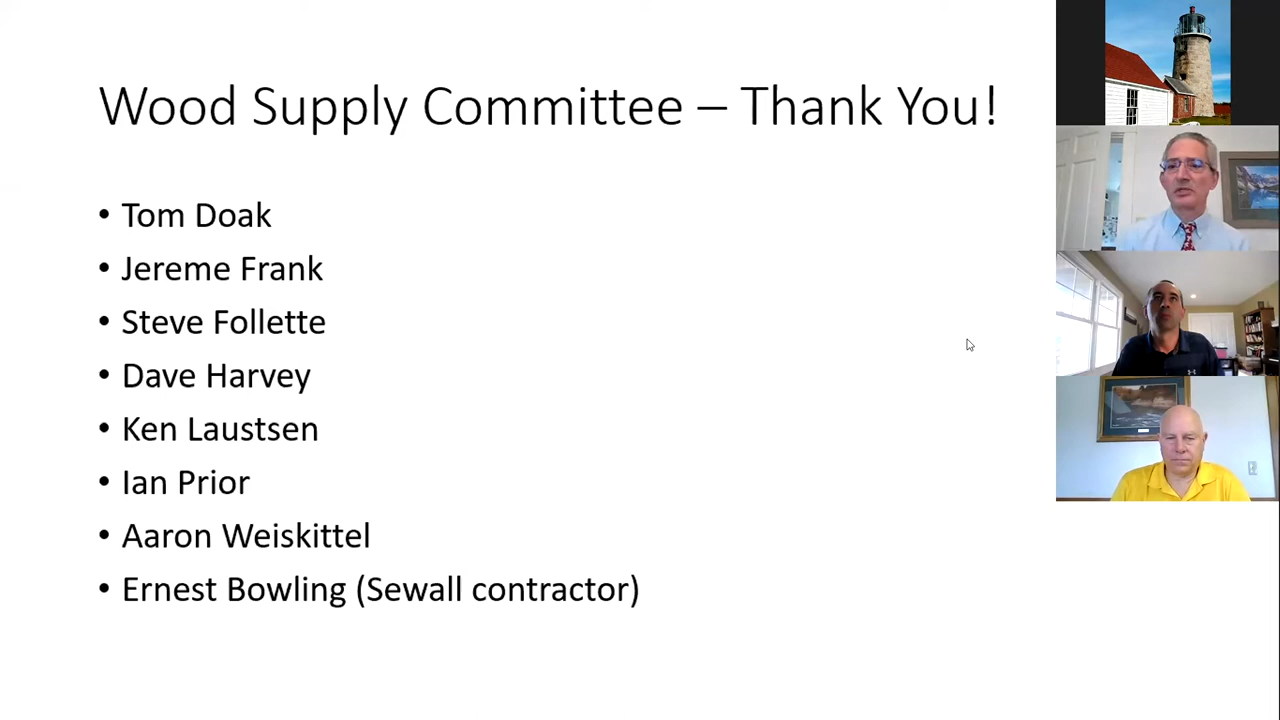 Wood Supply Committee – Thank You!
• Tom Doak
• Jereme Frank
• Steve Follette
• Dave Harvey
• Ken Laustsen
• Ian Prior
• Aaron Weiskittel
• Ernest Bowling (Sewall contractor)